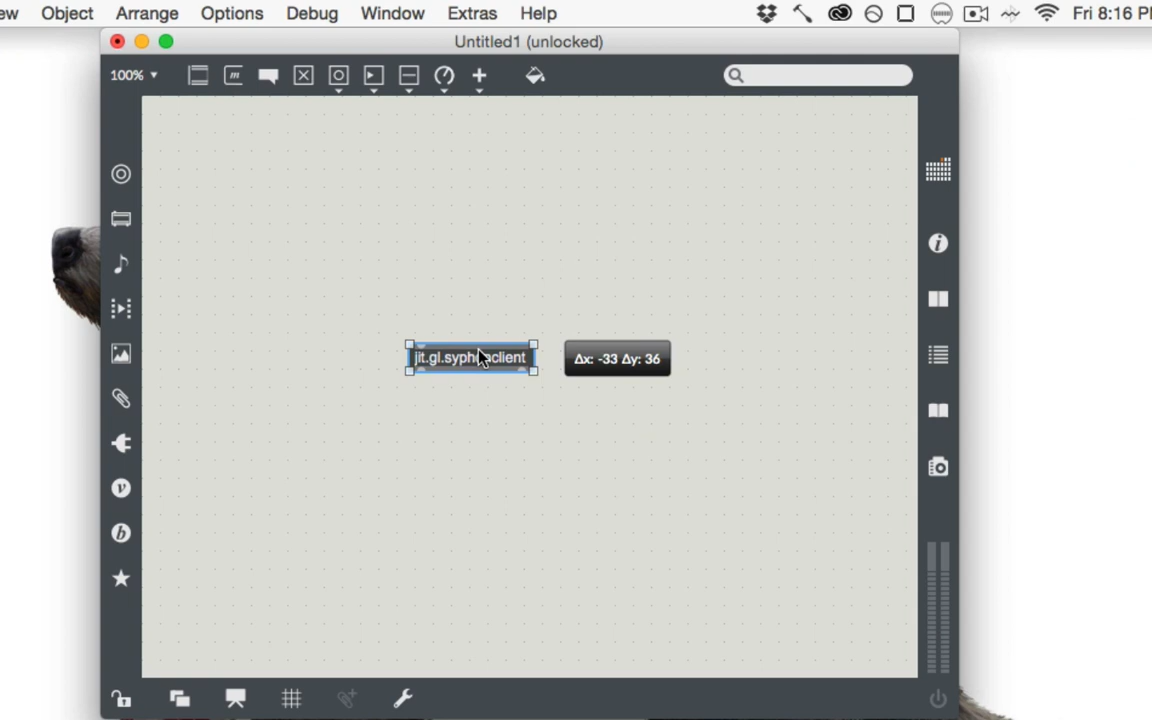 ew Object Arrange Options Debug Window Extras Help Fri 8:16 P
Untitled1 (unlocked)
100%
jit.gl.syphonclient
Δx: -33 Δy: 36